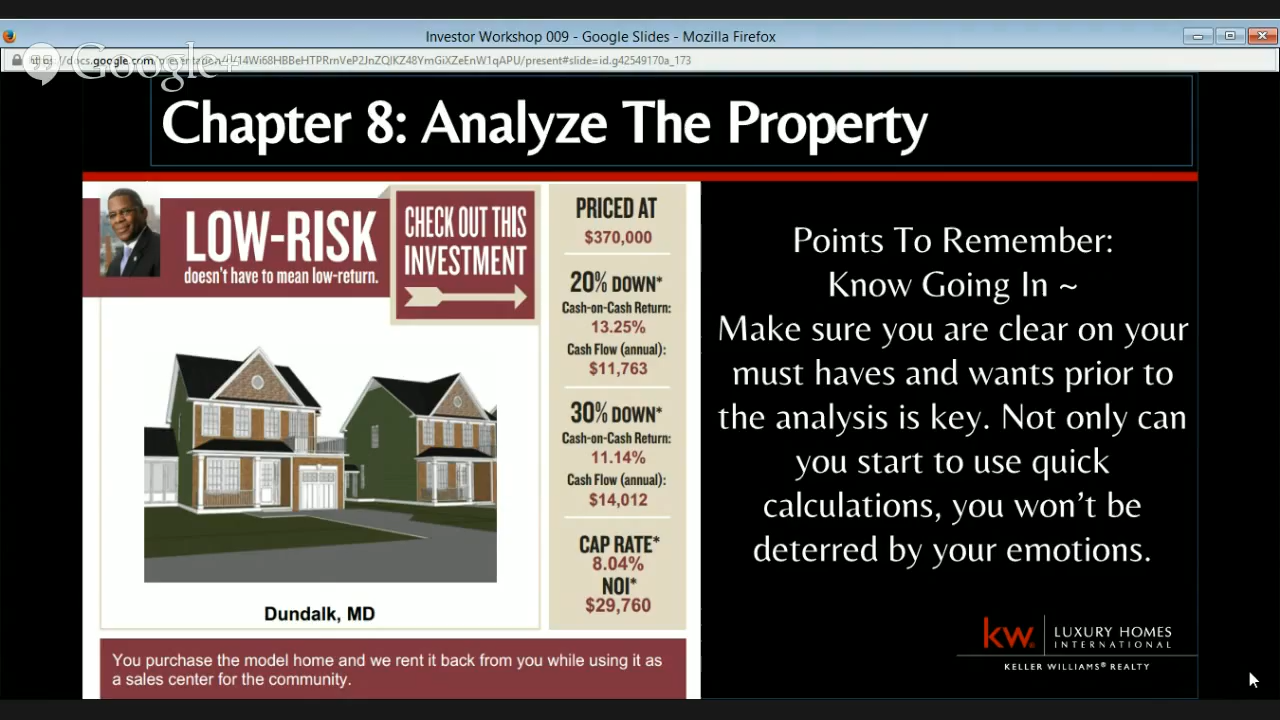 Investor Workshop 009 - Google Slides - Mozilla Firefox
Google+
docs.google.com
Chapter 8: Analyze The Property
LOW-RISK
doesn't have to mean low-return.
CHECK OUT THIS
INVESTMENT
Dundalk, MD
You purchase the model home and we rent it back from you while using it as
a sales center for the community.
PRICED AT
$370,000
20% DOWN*
Cash-on-Cash Return:
13.25%
Cash Flow (annual):
$11,763
30% DOWN*
Cash-on-Cash Return:
11.14%
Cash Flow (annual):
$14,012
CAP RATE*
8.04%
NOI*
$29,760
Points To Remember:
Know Going In ~
Make sure you are clear on your
must haves and wants prior to
the analysis is key. Not only can
you start to use quick
calculations, you won't be
deterred by your emotions.
kw
LUXURY HOMES
INTERNATIONAL
KELLER WILLIAMS® REALTY